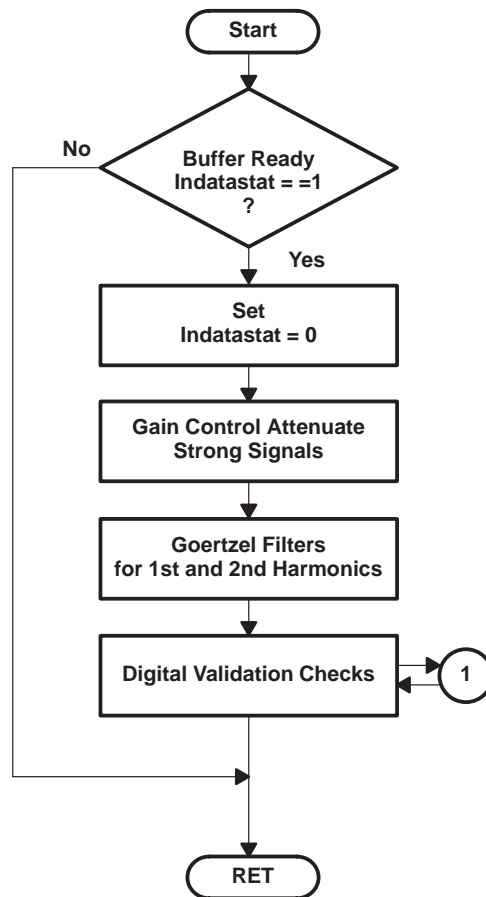 Start
No
Buffer Ready
Indatastat = =1
?
Yes
Set
Indatastat = 0
Gain Control Attenuate
Strong Signals
Goertzel Filters
for 1st and 2nd Harmonics
Digital Validation Checks
1
RET